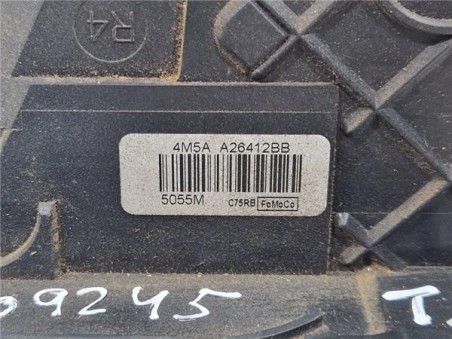 R4
4M5A A26412BB
5055M C75RB FoMoCo
09245 T